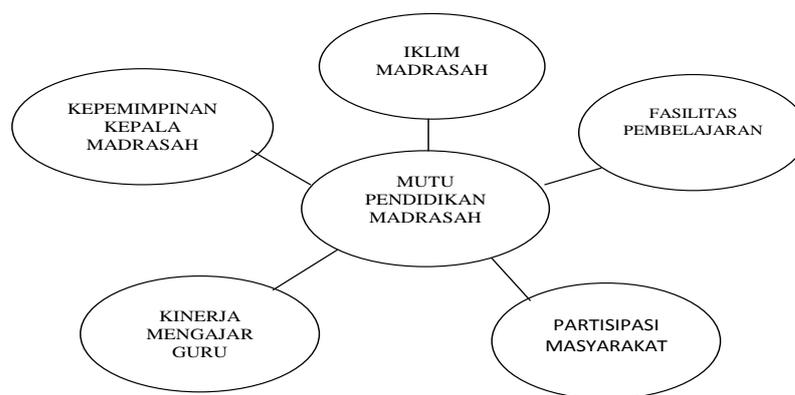 IKLIM
MADRASAH
KEPEMIMPINAN
KEPALA
MADRASAH
FASILITAS
PEMBELAJARAN
MUTU
PENDIDIKAN
MADRASAH
KINERJA
MENGAJAR
GURU
PARTISIPASI
MASYARAKAT